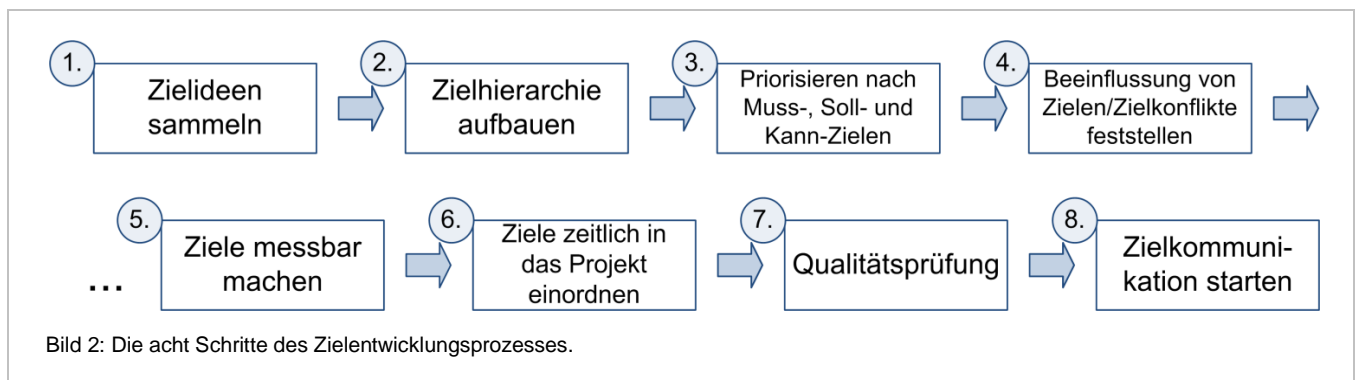 1.
Zielideen
sammeln
2.
Zielhierarchie
aufbauen
3.
Priorisieren nach
Muss-, Soll- und
Kann-Zielen
4.
Beeinflussung von
Zielen/Zielkonflikte
feststellen
...
5.
Ziele messbar
machen
6.
Ziele zeitlich in
das Projekt
einordnen
7.
Qualitätsprüfung
8.
Zielkommuni-
kation starten
Bild 2: Die acht Schritte des Zielentwicklungsprozesses.